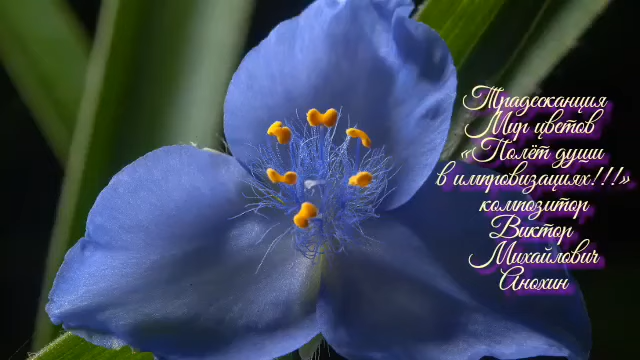 Традесканция
Мир цветов
«Полёт души
в импровизациях!!!»
композитор
Виктор
Михайлович
Анохин